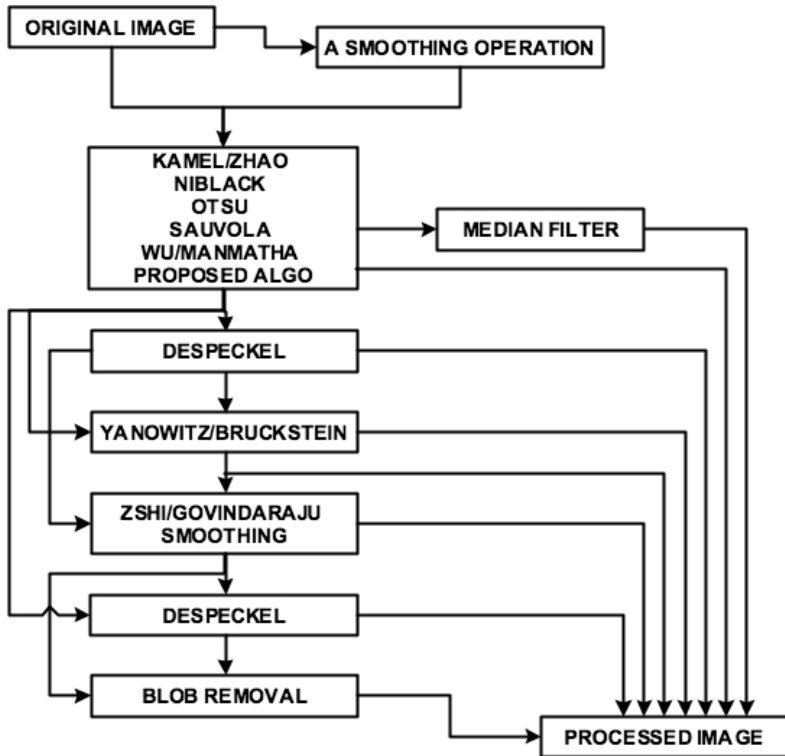 ORIGINAL IMAGE
A SMOOTHING OPERATION
KAMEL/ZHAO
NIBLACK
OTSU
SAUVOLA
WU/MANMATHA
PROPOSED ALGO
MEDIAN FILTER
DESPECKEL
YANOWITZ/BRUCKSTEIN
ZSHI/GOVINDARAJU
SMOOTHING
DESPECKEL
BLOB REMOVAL
PROCESSED IMAGE